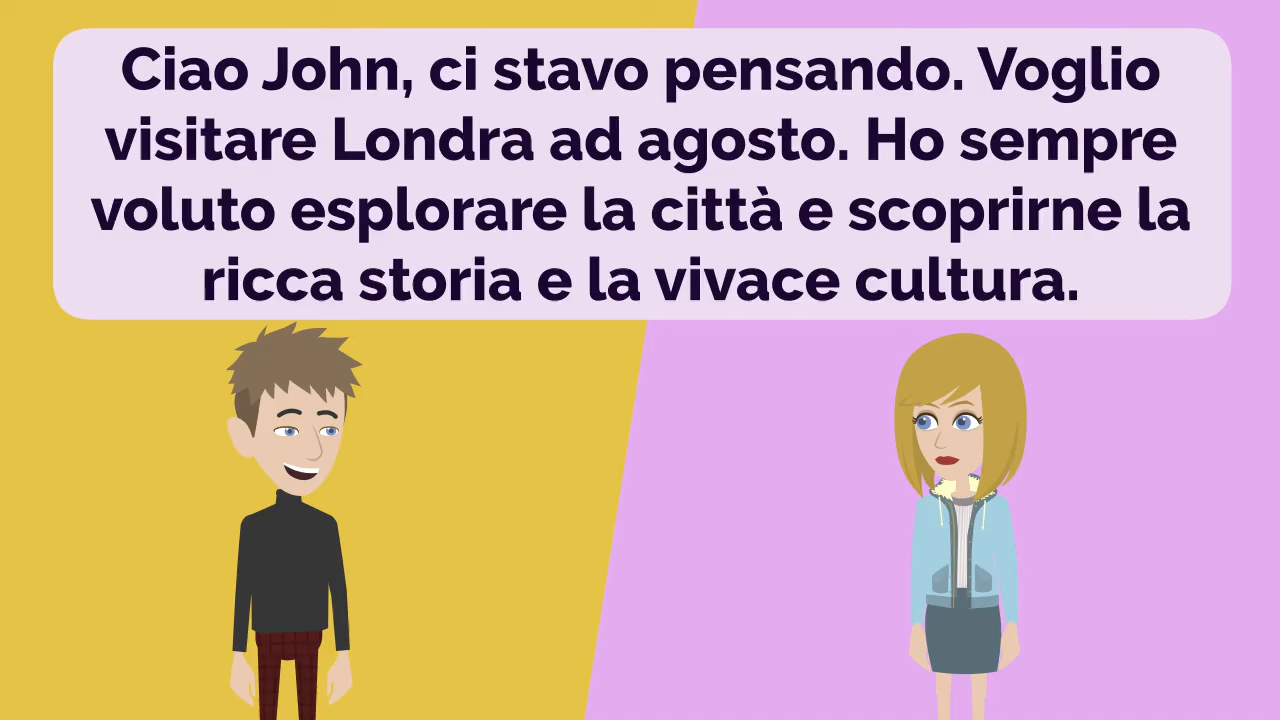 Ciao John, ci stavo pensando. Voglio
visitare Londra ad agosto. Ho sempre
voluto esplorare la città e scoprirne la
ricca storia e la vivace cultura.